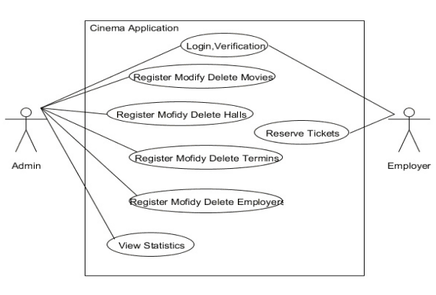 Cinema Application
Login,Verification
Register Modify Delete Movies
Register Mofidy Delete Halls
Reserve Tickets
Admin
Employer
Register Mofidy Delete Termins
Register Mofidy Delete Employers
View Statistics